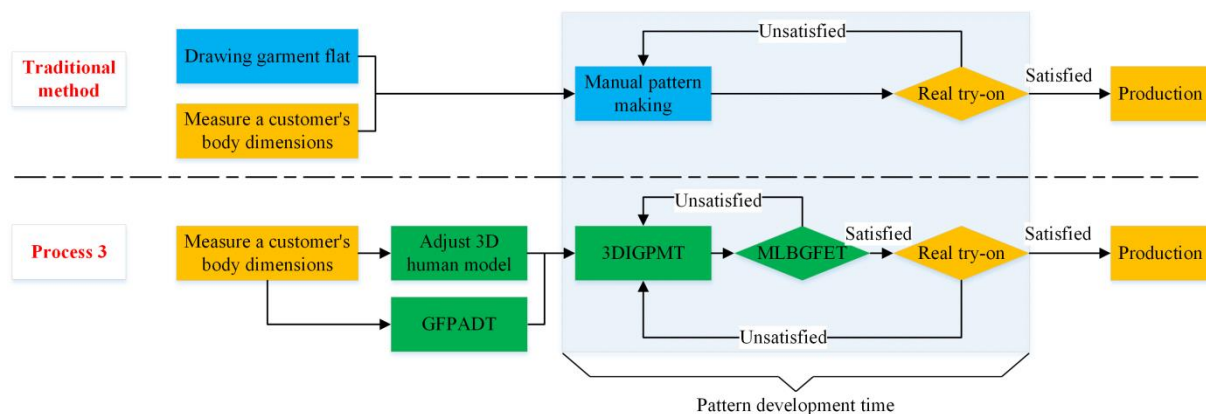 Unsatisfied
Drawing garment flat
Traditional
method
Manual pattern
making
Real try-on
Satisfied
Production
Measure a customer's
body dimensions
Unsatisfied
Process 3
Measure a customer's
body dimensions
Adjust 3D
human model
3DIGPMT
MLBGFET
Satisfied
Real try-on
Satisfied
Production
GFPADT
Unsatisfied
Pattern development time